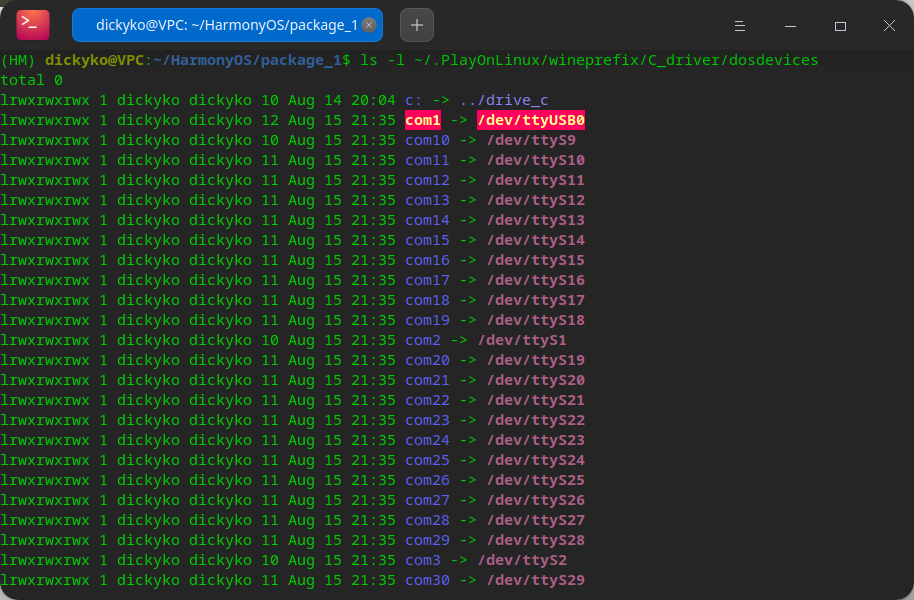 dickyko@VPC: ~/HarmonyOS/package_1
(HM) dickyko@VPC:~/HarmonyOS/package_1$ ls -l ~/.PlayOnLinux/wineprefix/C_driver/dosdevices
total 0
lrwxrwxrwx 1 dickyko dickyko 10 Aug 14 20:04 c: -> ../drive_c
lrwxrwxrwx 1 dickyko dickyko 12 Aug 15 21:35 com1 -> /dev/ttyUSB0
lrwxrwxrwx 1 dickyko dickyko 10 Aug 15 21:35 com10 -> /dev/ttyS9
lrwxrwxrwx 1 dickyko dickyko 11 Aug 15 21:35 com11 -> /dev/ttyS10
lrwxrwxrwx 1 dickyko dickyko 11 Aug 15 21:35 com12 -> /dev/ttyS11
lrwxrwxrwx 1 dickyko dickyko 11 Aug 15 21:35 com13 -> /dev/ttyS12
lrwxrwxrwx 1 dickyko dickyko 11 Aug 15 21:35 com14 -> /dev/ttyS13
lrwxrwxrwx 1 dickyko dickyko 11 Aug 15 21:35 com15 -> /dev/ttyS14
lrwxrwxrwx 1 dickyko dickyko 11 Aug 15 21:35 com16 -> /dev/ttyS15
lrwxrwxrwx 1 dickyko dickyko 11 Aug 15 21:35 com17 -> /dev/ttyS16
lrwxrwxrwx 1 dickyko dickyko 11 Aug 15 21:35 com18 -> /dev/ttyS17
lrwxrwxrwx 1 dickyko dickyko 11 Aug 15 21:35 com19 -> /dev/ttyS18
lrwxrwxrwx 1 dickyko dickyko 10 Aug 15 21:35 com2 -> /dev/ttyS1
lrwxrwxrwx 1 dickyko dickyko 11 Aug 15 21:35 com20 -> /dev/ttyS19
lrwxrwxrwx 1 dickyko dickyko 11 Aug 15 21:35 com21 -> /dev/ttyS20
lrwxrwxrwx 1 dickyko dickyko 11 Aug 15 21:35 com22 -> /dev/ttyS21
lrwxrwxrwx 1 dickyko dickyko 11 Aug 15 21:35 com23 -> /dev/ttyS22
lrwxrwxrwx 1 dickyko dickyko 11 Aug 15 21:35 com24 -> /dev/ttyS23
lrwxrwxrwx 1 dickyko dickyko 11 Aug 15 21:35 com25 -> /dev/ttyS24
lrwxrwxrwx 1 dickyko dickyko 11 Aug 15 21:35 com26 -> /dev/ttyS25
lrwxrwxrwx 1 dickyko dickyko 11 Aug 15 21:35 com27 -> /dev/ttyS26
lrwxrwxrwx 1 dickyko dickyko 11 Aug 15 21:35 com28 -> /dev/ttyS27
lrwxrwxrwx 1 dickyko dickyko 11 Aug 15 21:35 com29 -> /dev/ttyS28
lrwxrwxrwx 1 dickyko dickyko 10 Aug 15 21:35 com3 -> /dev/ttyS2
lrwxrwxrwx 1 dickyko dickyko 11 Aug 15 21:35 com30 -> /dev/ttyS29